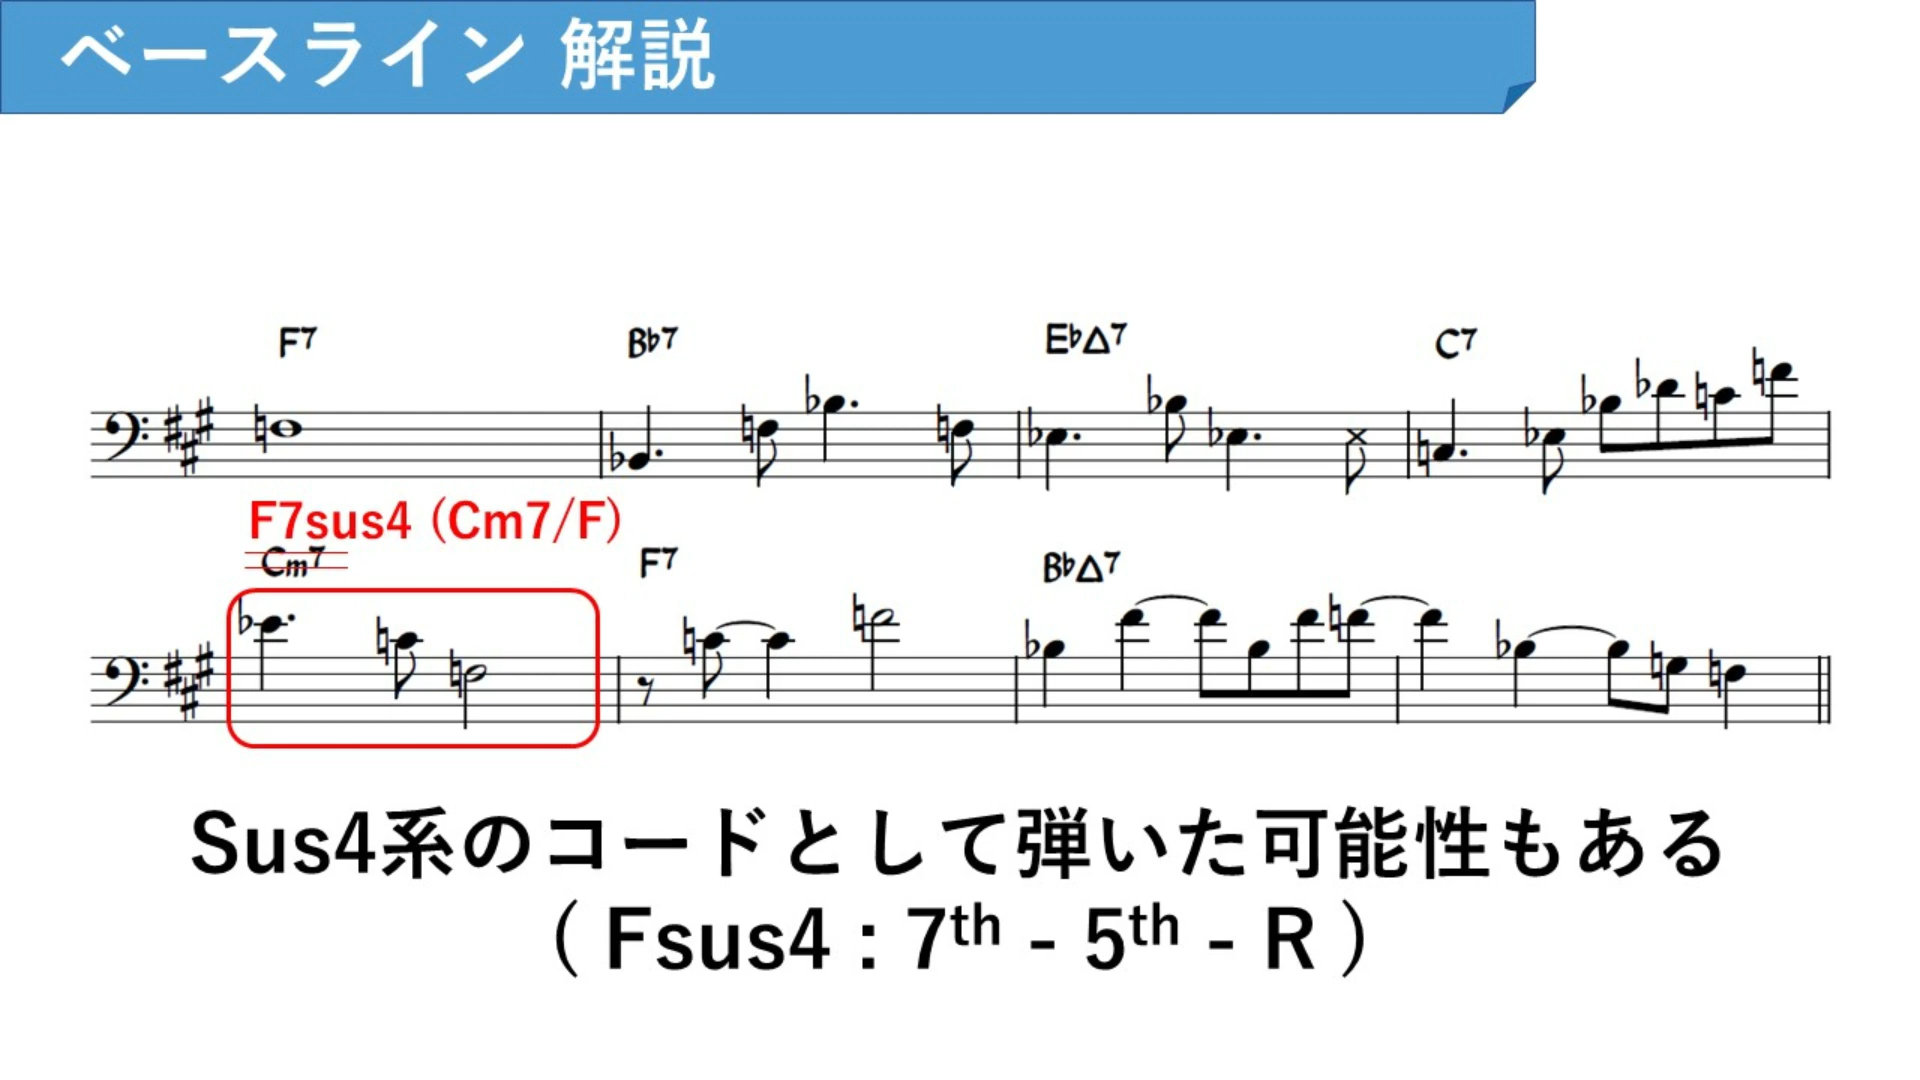 ベースライン 解説
F7 B♭7 E♭△7 C7
F7sus4 (Cm7/F)
Cm7 F7 B♭△7
Sus4系のコードとして弾いた可能性もある
( Fsus4 : 7th - 5th - R )